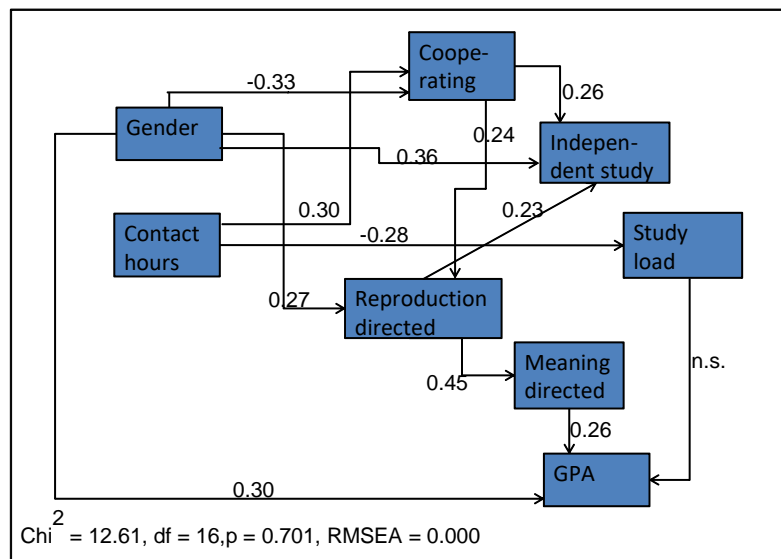 Coope-
rating
-0.33
0.26
Gender
0.24
Indepen-
dent study
0.36
0.30
0.23
Contact
hours
-0.28
Study
load
0.27
Reproduction
directed
n.s.
Meaning
directed
0.45
0.26
GPA
0.30
Chi² = 12.61, df = 16,p = 0.701, RMSEA = 0.000